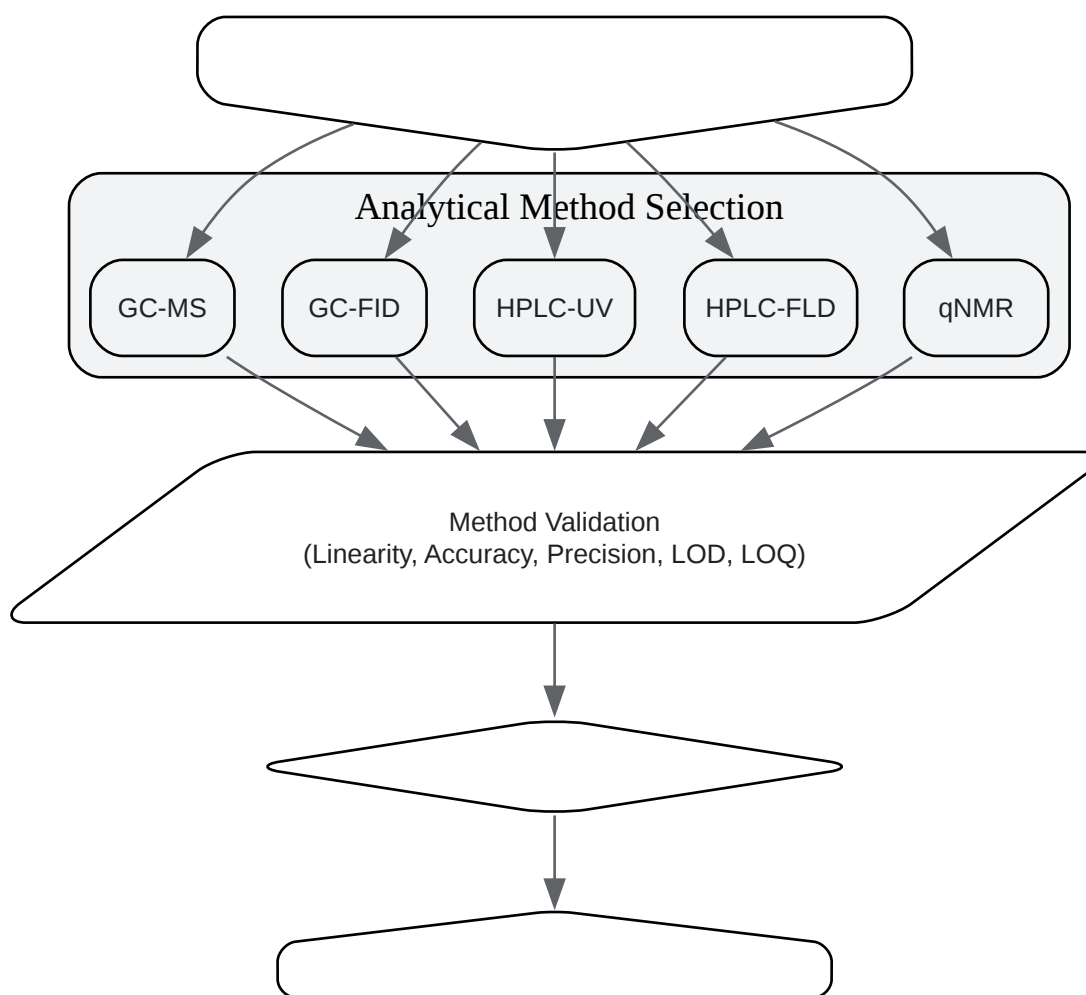 Analytical Method Selection
GC-MS
GC-FID
HPLC-UV
HPLC-FLD
qNMR
Method Validation
(Linearity, Accuracy, Precision, LOD, LOQ)